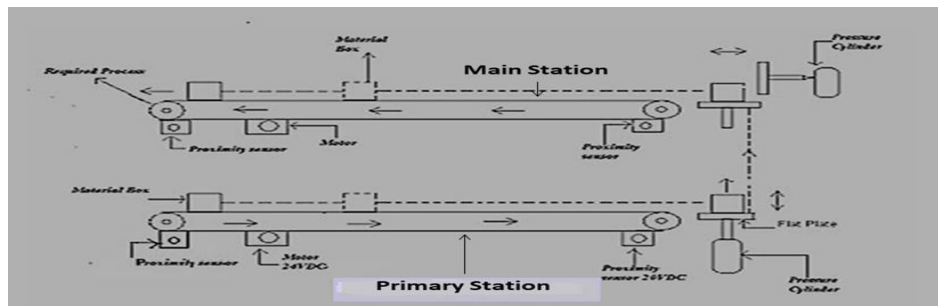 Material
Box
Pressure
Cylinder
Required Process
Main Station
Proximity sensor
Motor
Proximity
sensor
Material Box
Flat Plate
Proximity sensor
Motor
24VDC
Proximity
sensor 24VDC
Primary Station
Pressure
Cylinder